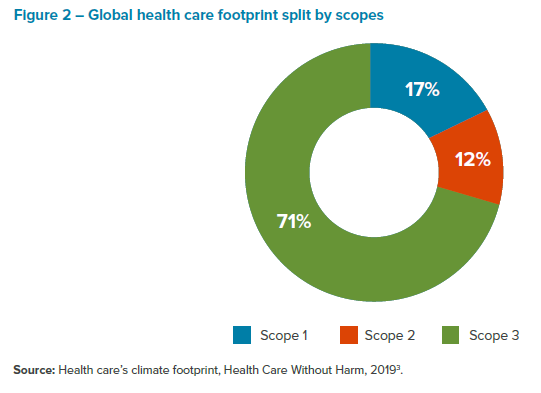 Figure 2 – Global health care footprint split by scopes
17%
12%
71%
Scope 1 Scope 2 Scope 3
Source: Health care’s climate footprint, Health Care Without Harm, 2019³.